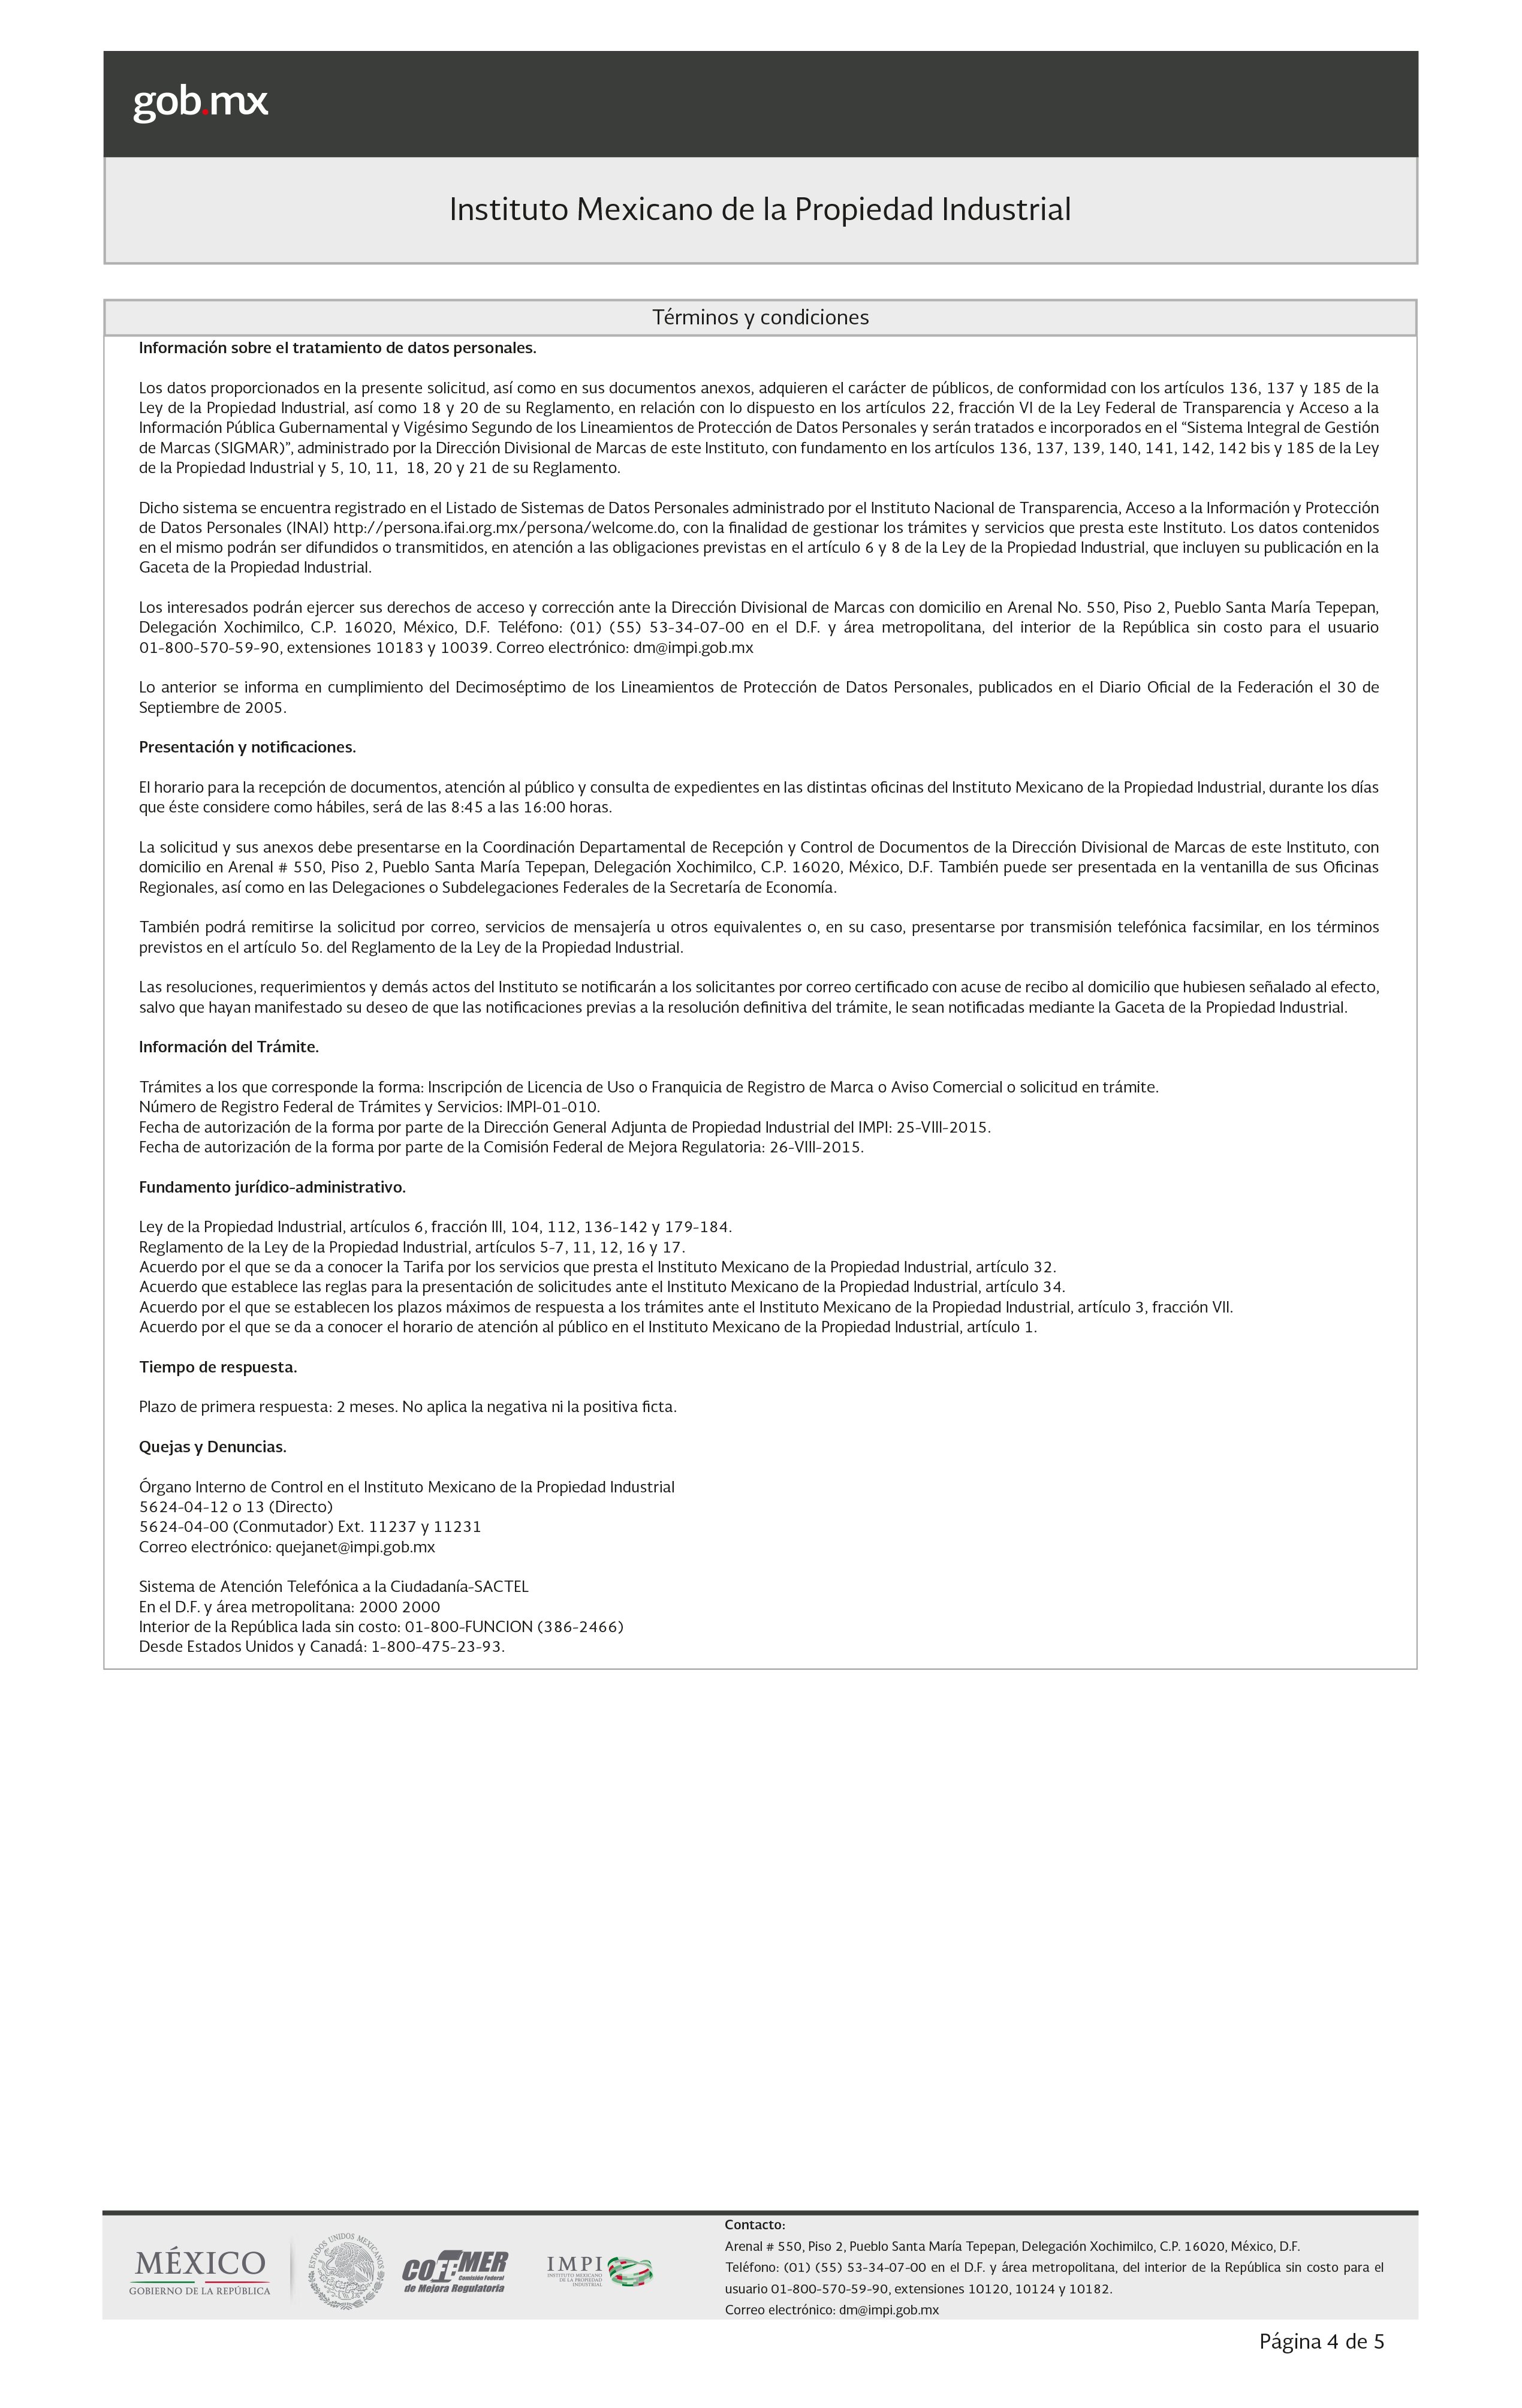 gob.mx
Instituto Mexicano de la Propiedad Industrial
Términos y condiciones
Información sobre el tratamiento de datos personales.
Los datos proporcionados en la presente solicitud, así como en sus documentos anexos, adquieren el carácter de públicos, de conformidad con los artículos 136, 137 y 185 de la
Ley de la Propiedad Industrial, así como 18 y 20 de su Reglamento, en relación con lo dispuesto en los artículos 22, fracción VI de la Ley Federal de Transparencia y Acceso a la
Información Pública Gubernamental y Vigésimo Segundo de los Lineamientos de Protección de Datos Personales y serán tratados e incorporados en el “Sistema Integral de Gestión
de Marcas (SIGMAR)”, administrado por la Dirección Divisional de Marcas de este Instituto, con fundamento en los artículos 136, 137, 139, 140, 141, 142, 142 bis y 185 de la Ley
de la Propiedad Industrial y 5, 10, 11, 18, 20 y 21 de su Reglamento.
Dicho sistema se encuentra registrado en el Listado de Sistemas de Datos Personales administrado por el Instituto Nacional de Transparencia, Acceso a la Información y Protección
de Datos Personales (INAI) http://persona.ifai.org.mx/persona/welcome.do, con la finalidad de gestionar los trámites y servicios que presta este Instituto. Los datos contenidos
en el mismo podrán ser difundidos o transmitidos, en atención a las obligaciones previstas en el artículo 6 y 8 de la Ley de la Propiedad Industrial, que incluyen su publicación en la
Gaceta de la Propiedad Industrial.
Los interesados podrán ejercer sus derechos de acceso y corrección ante la Dirección Divisional de Marcas con domicilio en Arenal No. 550, Piso 2, Pueblo Santa María Tepepan,
Delegación Xochimilco, C.P. 16020, México, D.F. Teléfono: (01) (55) 53-34-07-00 en el D.F. y área metropolitana, del interior de la República sin costo para el usuario
01-800-570-59-90, extensiones 10183 y 10039. Correo electrónico: dm@impi.gob.mx
Lo anterior se informa en cumplimiento del Decimoséptimo de los Lineamientos de Protección de Datos Personales, publicados en el Diario Oficial de la Federación el 30 de
Septiembre de 2005.
Presentación y notificaciones.
El horario para la recepción de documentos, atención al público y consulta de expedientes en las distintas oficinas del Instituto Mexicano de la Propiedad Industrial, durante los días
que éste considere como hábiles, será de las 8:45 a las 16:00 horas.
La solicitud y sus anexos debe presentarse en la Coordinación Departamental de Recepción y Control de Documentos de la Dirección Divisional de Marcas de este Instituto, con
domicilio en Arenal # 550, Piso 2, Pueblo Santa María Tepepan, Delegación Xochimilco, C.P. 16020, México, D.F. También puede ser presentada en la ventanilla de sus Oficinas
Regionales, así como en las Delegaciones o Subdelegaciones Federales de la Secretaría de Economía.
También podrá remitirse la solicitud por correo, servicios de mensajería u otros equivalentes o, en su caso, presentarse por transmisión telefónica facsimilar, en los términos
previstos en el artículo 5o. del Reglamento de la Ley de la Propiedad Industrial.
Las resoluciones, requerimientos y demás actos del Instituto se notificarán a los solicitantes por correo certificado con acuse de recibo al domicilio que hubiesen señalado al efecto,
salvo que hayan manifestado su deseo de que las notificaciones previas a la resolución definitiva del trámite, le sean notificadas mediante la Gaceta de la Propiedad Industrial.
Información del Trámite.
Trámites a los que corresponde la forma: Inscripción de Licencia de Uso o Franquicia de Registro de Marca o Aviso Comercial o solicitud en trámite.
Número de Registro Federal de Trámites y Servicios: IMPI-01-010.
Fecha de autorización de la forma por parte de la Dirección General Adjunta de Propiedad Industrial del IMPI: 25-VIII-2015.
Fecha de autorización de la forma por parte de la Comisión Federal de Mejora Regulatoria: 26-VIII-2015.
Fundamento jurídico-administrativo.
Ley de la Propiedad Industrial, artículos 6, fracción III, 104, 112, 136-142 y 179-184.
Reglamento de la Ley de la Propiedad Industrial, artículos 5-7, 11, 12, 16 y 17.
Acuerdo por el que se da a conocer la Tarifa por los servicios que presta el Instituto Mexicano de la Propiedad Industrial, artículo 32.
Acuerdo que establece las reglas para la presentación de solicitudes ante el Instituto Mexicano de la Propiedad Industrial, artículo 34.
Acuerdo por el que se establecen los plazos máximos de respuesta a los trámites ante el Instituto Mexicano de la Propiedad Industrial, artículo 3, fracción VII.
Acuerdo por el que se da a conocer el horario de atención al público en el Instituto Mexicano de la Propiedad Industrial, artículo 1.
Tiempo de respuesta.
Plazo de primera respuesta: 2 meses. No aplica la negativa ni la positiva ficta.
Quejas y Denuncias.
Órgano Interno de Control en el Instituto Mexicano de la Propiedad Industrial
5624-04-12 o 13 (Directo)
5624-04-00 (Conmutador) Ext. 11237 y 11231
Correo electrónico: quejanet@impi.gob.mx
Sistema de Atención Telefónica a la Ciudadanía-SACTEL
En el D.F. y área metropolitana: 2000 2000
Interior de la República lada sin costo: 01-800-FUNCION (386-2466)
Desde Estados Unidos y Canadá: 1-800-475-23-93.
MÉXICO
GOBIERNO DE LA REPÚBLICA
ESTADOS UNIDOS MEXICANOS
COFEMER
Comisión Federal
de Mejora Regulatoria
IMPI
INSTITUTO MEXICANO
DE LA PROPIEDAD
INDUSTRIAL
Contacto:
Arenal # 550, Piso 2, Pueblo Santa María Tepepan, Delegación Xochimilco, C.P. 16020, México, D.F.
Teléfono: (01) (55) 53-34-07-00 en el D.F. y área metropolitana, del interior de la República sin costo para el
usuario 01-800-570-59-90, extensiones 10120, 10124 y 10182.
Correo electrónico: dm@impi.gob.mx
Página 4 de 5